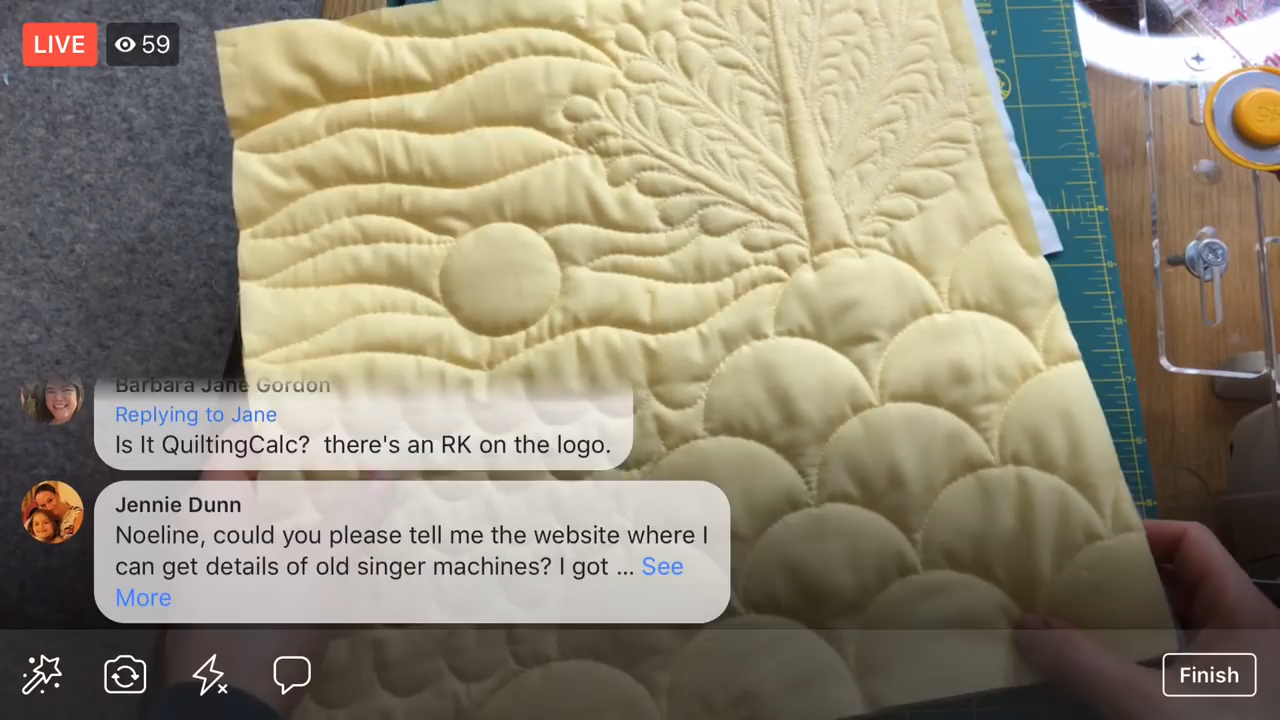 LIVE
59
Barbara Jane Gordon
Replying to Jane
Is It QuiltingCalc?  there's an RK on the logo.
Jennie Dunn
Noeline, could you please tell me the website where I
can get details of old singer machines? I got ... See
More
Finish